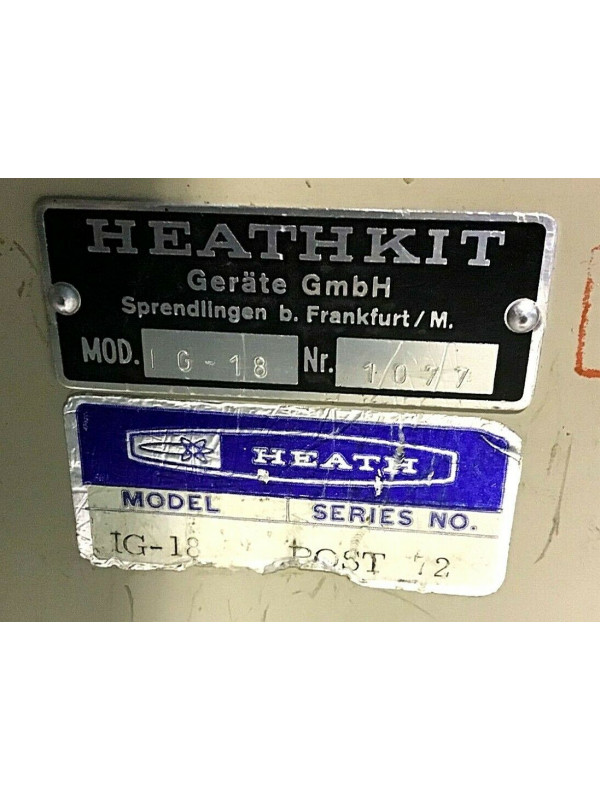 HEATHKIT
Geräte GmbH
Sprendlingen b. Frankfurt/M.
MOD. IG-18 Nr. 1077
HEATH
MODEL SERIES NO.
IG-18 POST 72